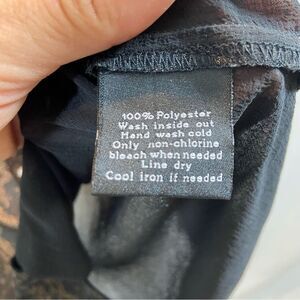 100% Polyester
Wash inside out
Hand wash cold
Only non-chlorine
bleach when needed
Line dry
Cool iron if needed